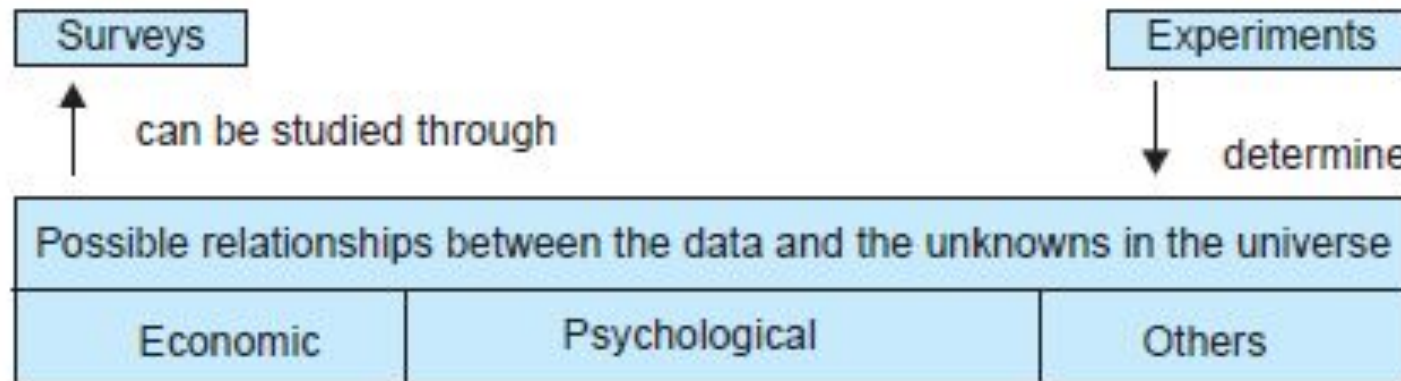 Surveys
Experiments
can be studied through
determine
Possible relationships between the data and the unknowns in the universe
Economic
Psychological
Others